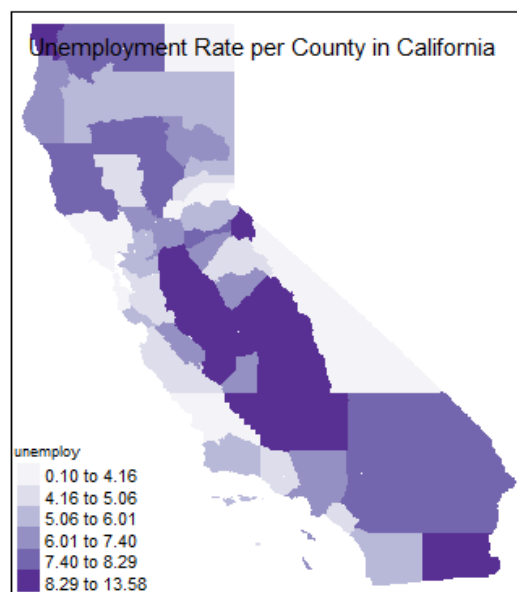 Unemployment Rate per County in California
unemploy
0.10 to 4.16
4.16 to 5.06
5.06 to 6.01
6.01 to 7.40
7.40 to 8.29
8.29 to 13.58